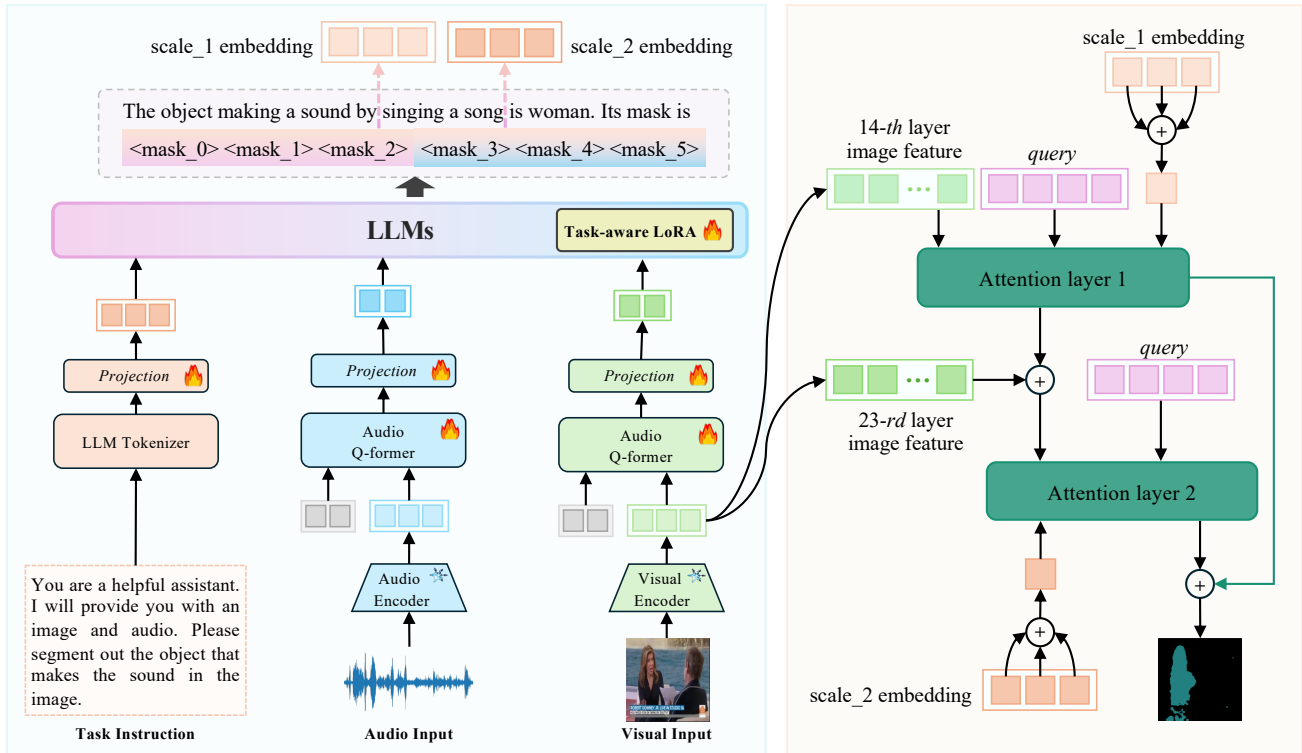 scale_1 embedding
scale_2 embedding
The object making a sound by singing a song is woman. Its mask is
<mask_0> <mask_1> <mask_2> <mask_3> <mask_4> <mask_5>
LLMs
Task-aware LoRA
Projection
LLM Tokenizer
You are a helpful assistant.
I will provide you with an
image and audio. Please
segment out the object that
makes the sound in the
image.
Task Instruction
Projection
Audio
Q-former
Audio
Encoder
Audio Input
Projection
Audio
Q-former
Visual
Encoder
Visual Input
scale_1 embedding
14-th layer
image feature
query
+
Attention layer 1
query
+
23-rd layer
image feature
Attention layer 2
+
+
scale_2 embedding